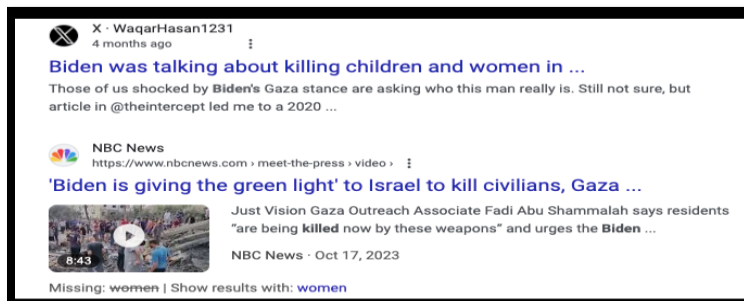 X · WaqarHasan1231
4 months ago
Biden was talking about killing children and women in ...
Those of us shocked by Biden's Gaza stance are asking who this man really is. Still not sure, but
article in @theintercept led me to a 2020 ...
NBC News
https://www.nbcnews.com › meet-the-press › video ›
'Biden is giving the green light' to Israel to kill civilians, Gaza ...
Just Vision Gaza Outreach Associate Fadi Abu Shammalah says residents
"are being killed now by these weapons" and urges the Biden ...
8:43
NBC News · Oct 17, 2023
Missing: women | Show results with: women